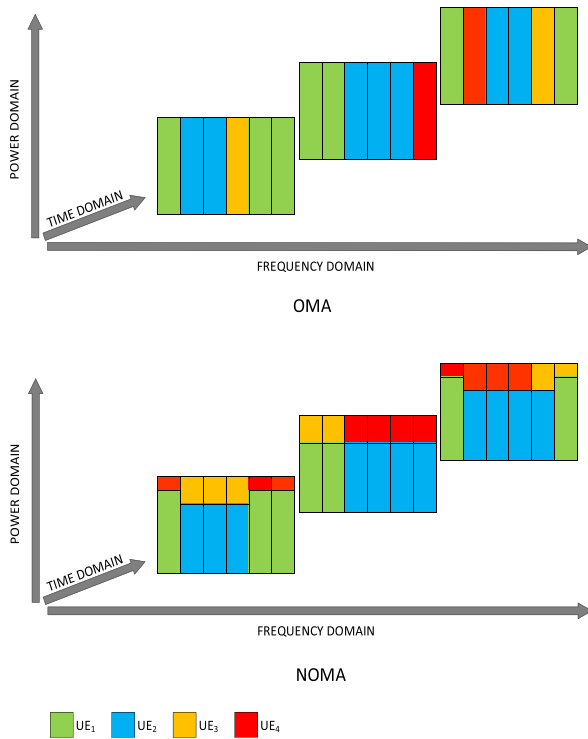 POWER DOMAIN
TIME DOMAIN
FREQUENCY DOMAIN
OMA
POWER DOMAIN
TIME DOMAIN
FREQUENCY DOMAIN
NOMA
UE₁ UE₂ UE₃ UE₄